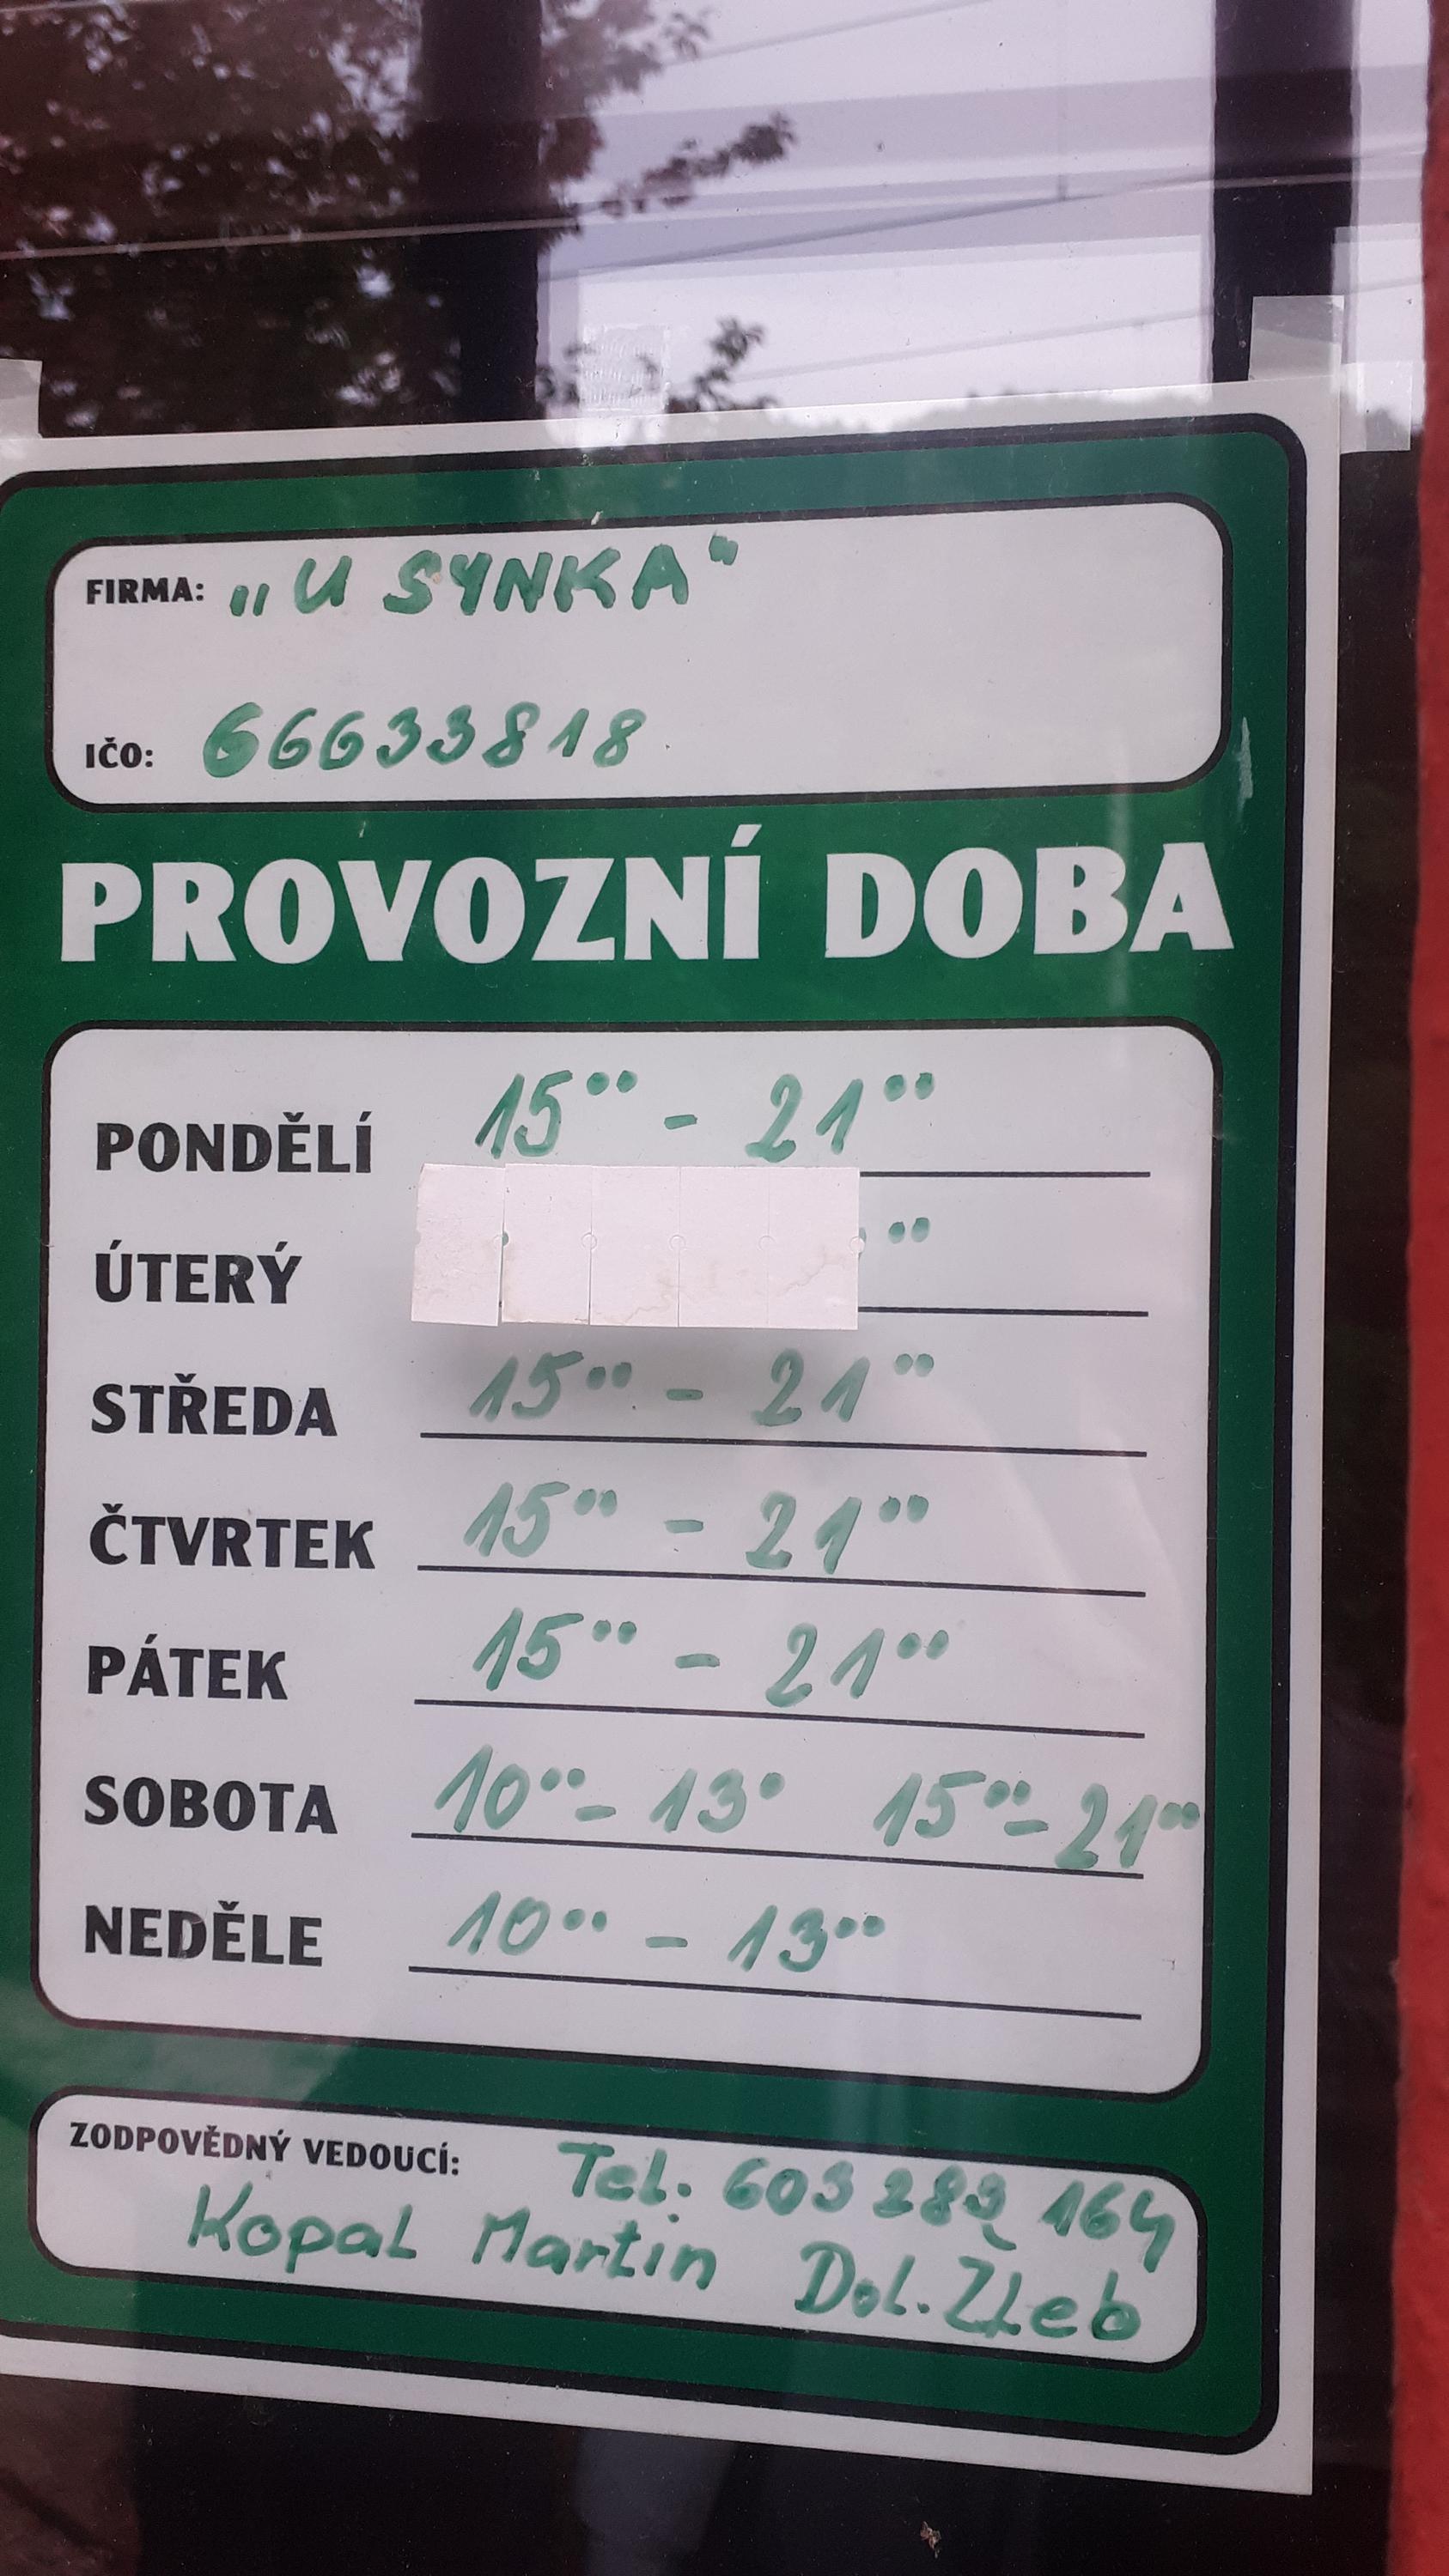 FIRMA: „U SYNKA“
IČO: 66633818
PROVOZNÍ DOBA
PONDĚLÍ 15°° - 21°°
ÚTERÝ °°
STŘEDA 15°° - 21°°
ČTVRTEK 15°° - 21°°
PÁTEK 15°° - 21°°
SOBOTA 10°° - 13° 15°° - 21°°
NEDĚLE 10°° - 13°°
ZODPOVĚDNÝ VEDOUCÍ: Tel. 603 283 164
Kopal Martin Dol. Žleb